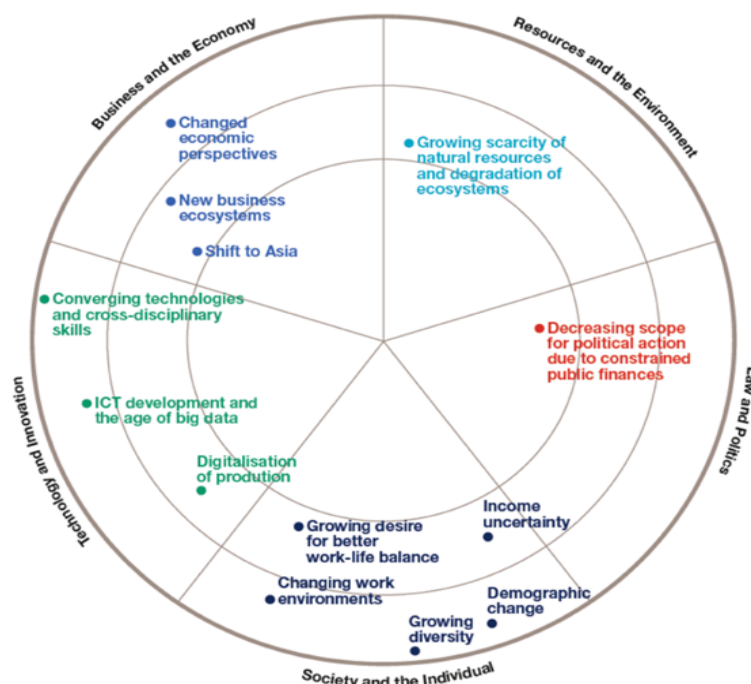 Business and the Economy
Resources and the Environment
Changed
economic
perspectives
Growing scarcity of
natural resources
and degradation of
ecosystems
New business
ecosystems
Shift to Asia
Converging technologies
and cross-disciplinary
skills
Decreasing scope
for political action
due to constrained
public finances
Law and Politics
ICT development and
the age of big data
Technology and Innovation
Digitalisation
of prodution
Income
uncertainty
Growing desire
for better
work-life balance
Changing work
environments
Demographic
change
Growing
diversity
Society and the Individual